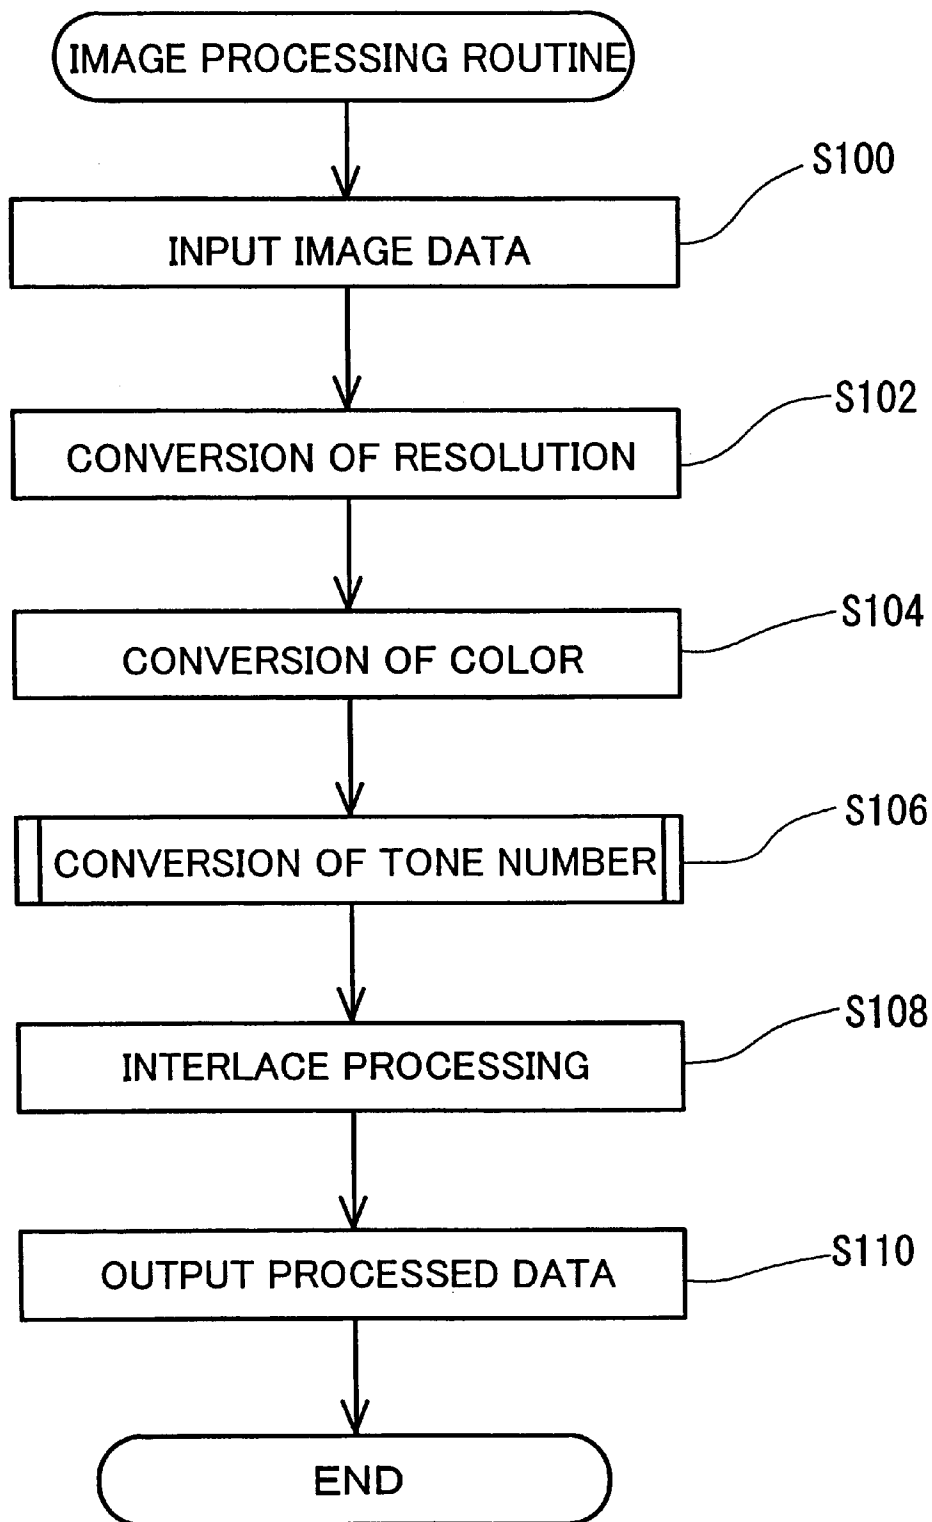 IMAGE PROCESSING ROUTINE
S100
INPUT IMAGE DATA
S102
CONVERSION OF RESOLUTION
S104
CONVERSION OF COLOR
S106
CONVERSION OF TONE NUMBER
S108
INTERLACE PROCESSING
S110
OUTPUT PROCESSED DATA
END